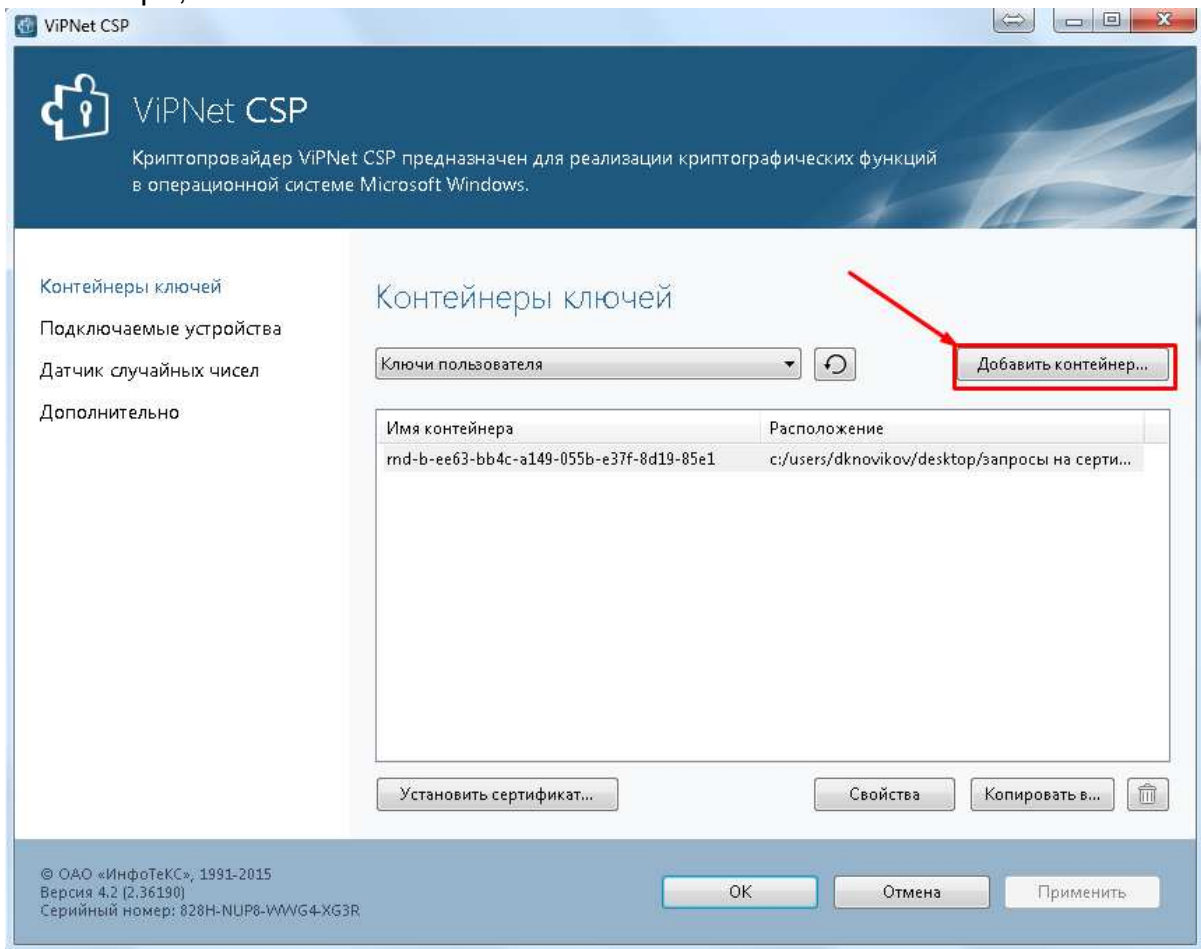 ViPNet CSP
ViPNet CSP
Криптопровайдер ViPNet CSP предназначен для реализации криптографических функций
в операционной системе Microsoft Windows.
Контейнеры ключей
Подключаемые устройства
Датчик случайных чисел
Дополнительно
Контейнеры ключей
Ключи пользователя
Добавить контейнер...
Имя контейнера Расположение
rnd-b-ee63-bb4c-a149-055b-e37f-8d19-85e1 c:/users/dknovikov/desktop/запросы на серти...
Установить сертификат...
Свойства
Копировать в...
© ОАО «ИнфоТеКС», 1991-2015
Версия 4.2 (2.36190)
Серийный номер: 828H-NUP8-WWG4-XG3R
OK
Отмена
Применить